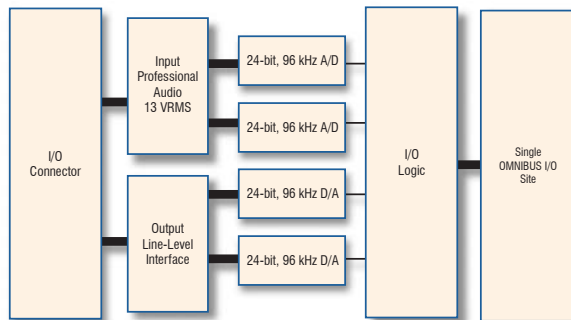 I/O
Connector
Input
Professional
Audio
13 VRMS
Output
Line-Level
Interface
24-bit, 96 kHz A/D
24-bit, 96 kHz A/D
24-bit, 96 kHz D/A
24-bit, 96 kHz D/A
I/O
Logic
Single
OMNIBUS I/O
Site